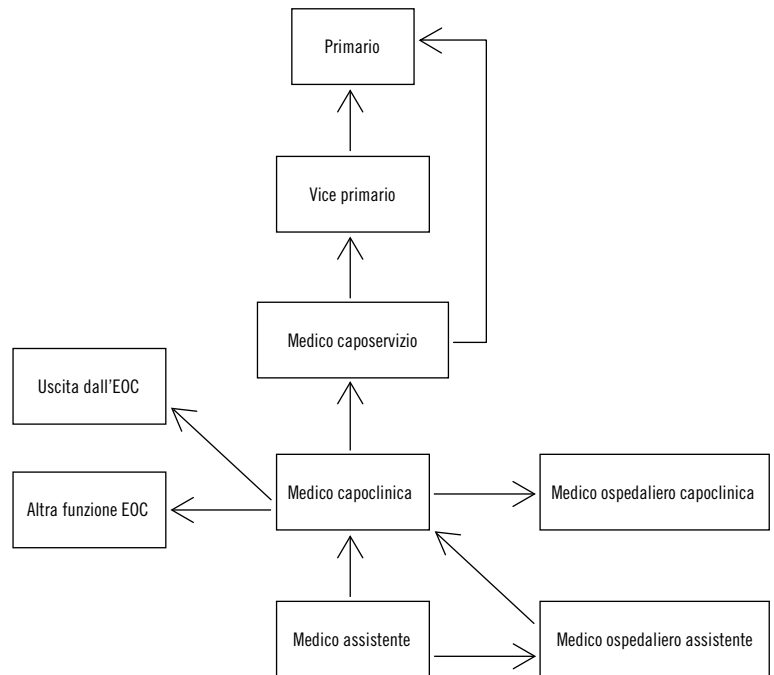 Primario
Vice primario
Medico caposervizio
Uscita dall'EOC
Medico capoclinica
Medico ospedaliero capoclinica
Altra funzione EOC
Medico assistente
Medico ospedaliero assistente